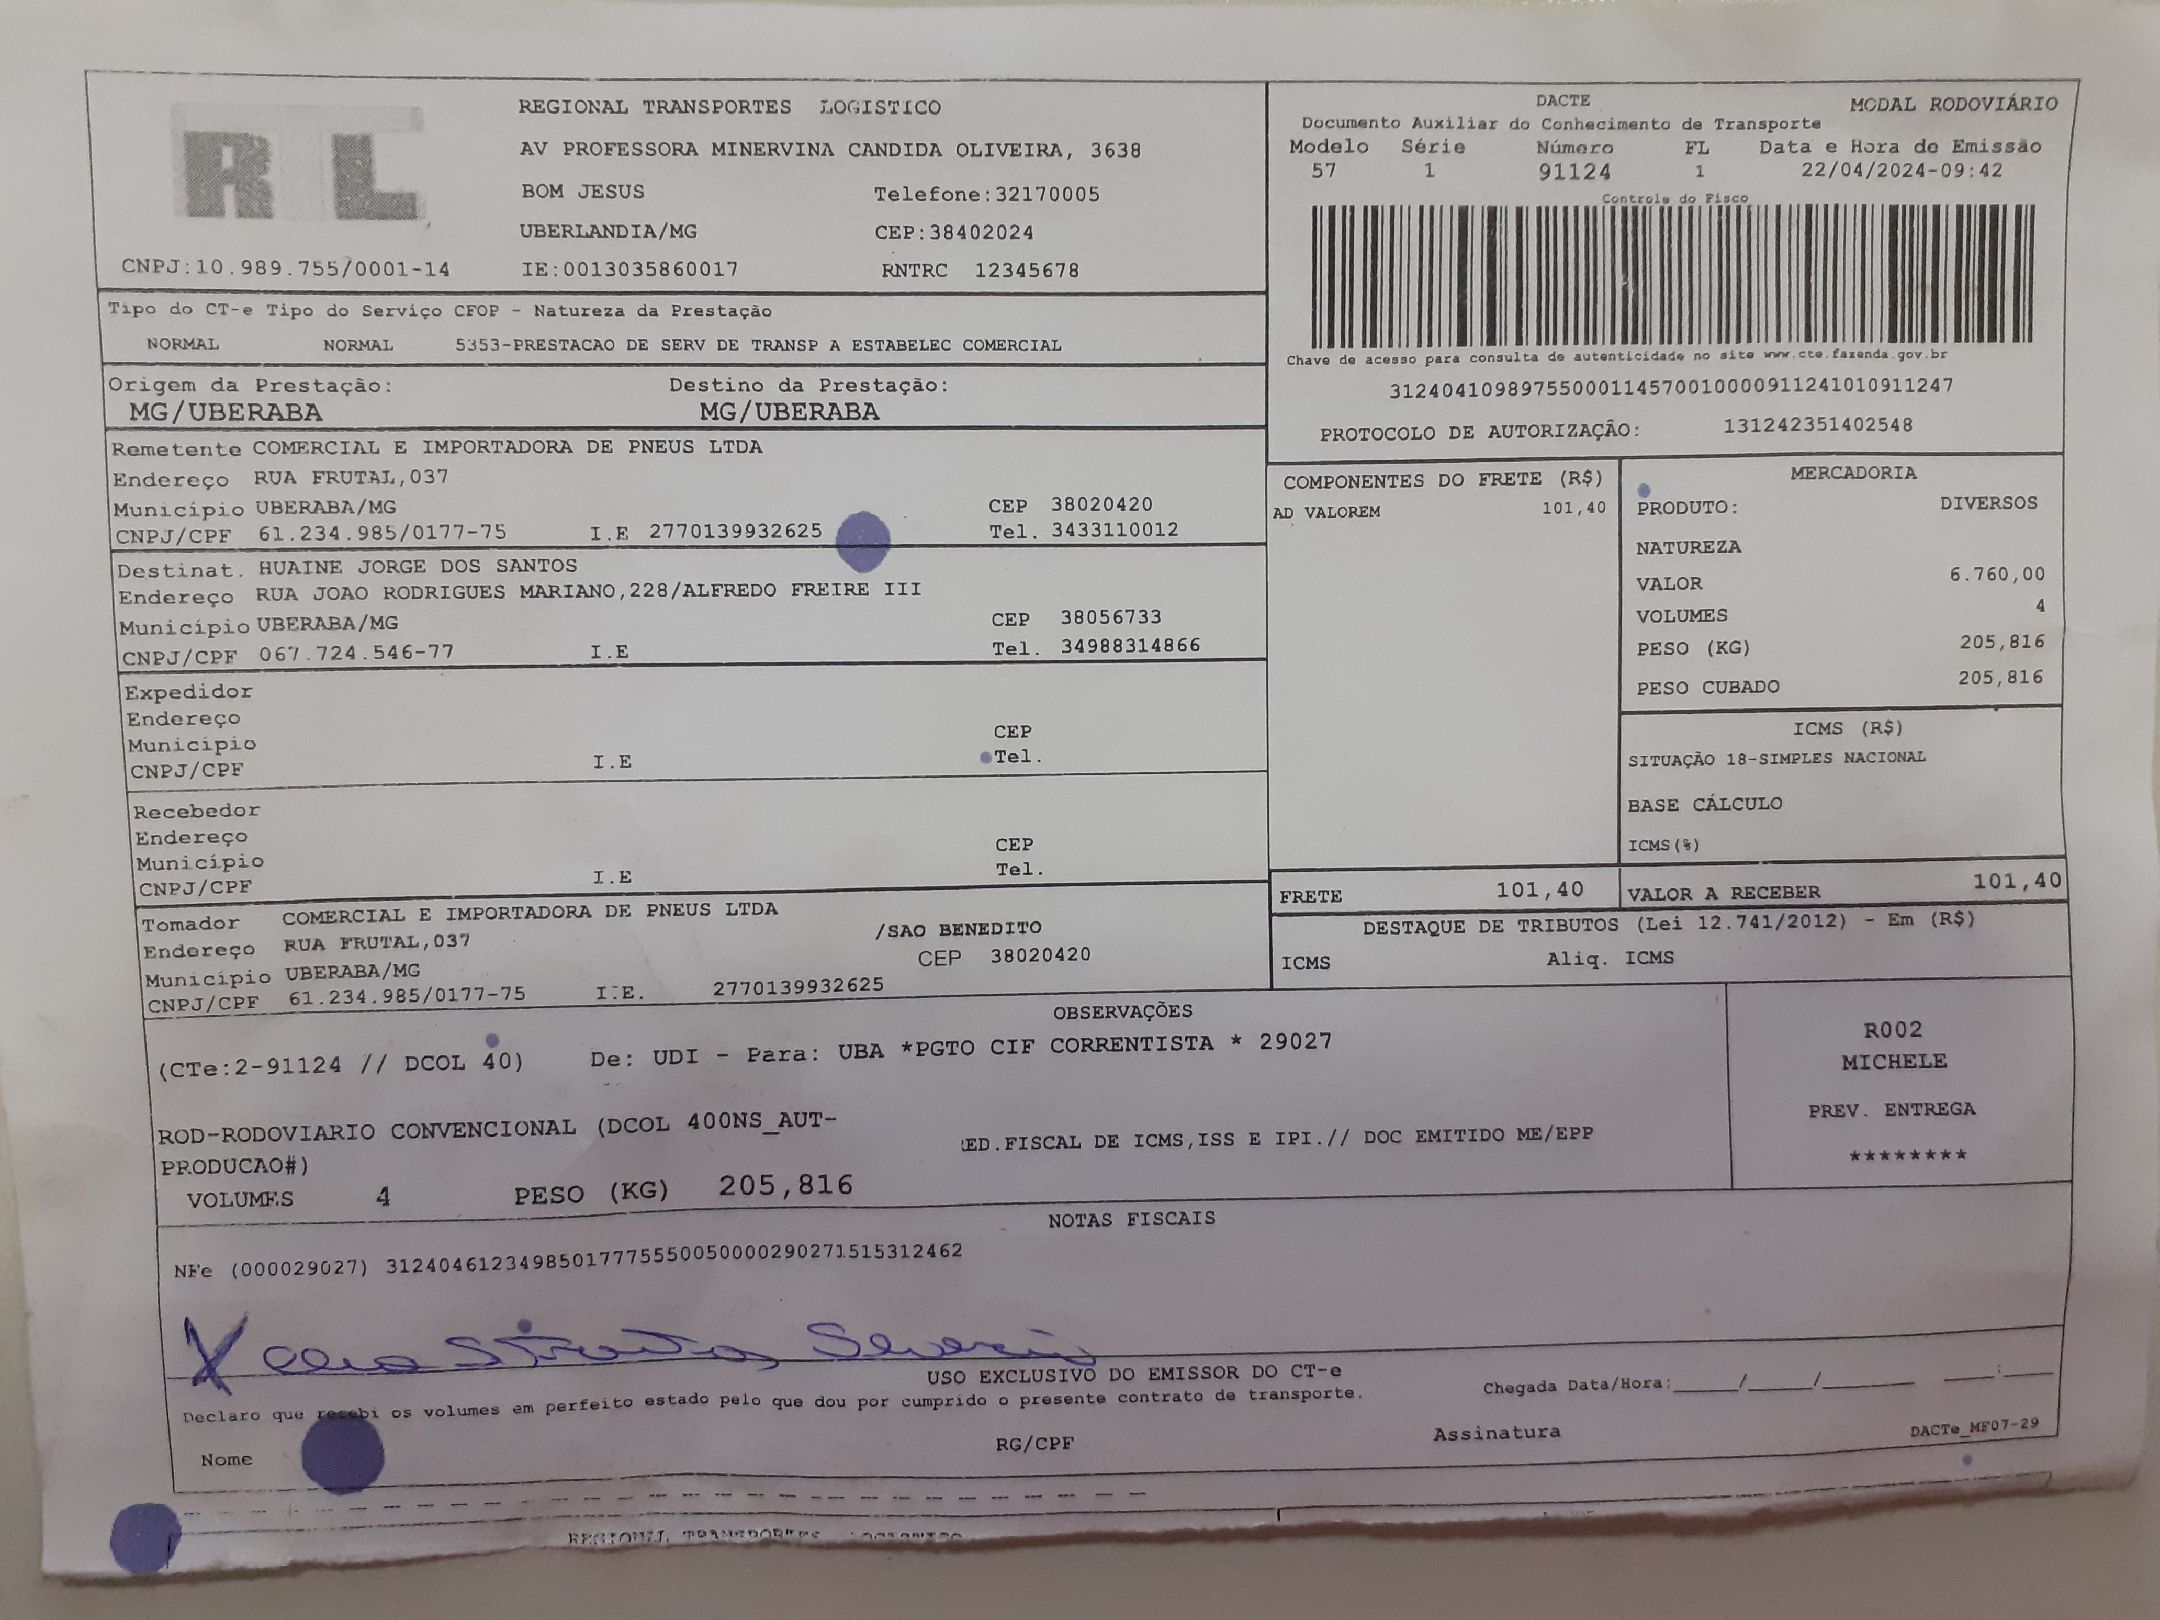 RTL
REGIONAL TRANSPORTES LOGISTICO
AV PROFESSORA MINERVINA CANDIDA OLIVEIRA, 3638
BOM JESUS Telefone:32170005
UBERLANDIA/MG CEP:38402024
CNPJ:10.989.755/0001-14 IE:0013035860017 RNTRC 12345678
DACTE MODAL RODOVIÁRIO
Documento Auxiliar do Conhecimento de Transporte
Modelo Série Número FL Data e Hora de Emissão
57 1 91124 1 22/04/2024-09:42
Controle do Fisco
Chave de acesso para consulta de autenticidade no site www.cte.fazenda.gov.br
31240410989755000114570010000911241010911247
PROTOCOLO DE AUTORIZAÇÃO: 131242351402548
Tipo do CT-e Tipo do Serviço CFOP - Natureza da Prestação
NORMAL NORMAL 5353-PRESTACAO DE SERV DE TRANSP A ESTABELEC COMERCIAL
Origem da Prestação: Destino da Prestação:
MG/UBERABA MG/UBERABA
Remetente COMERCIAL E IMPORTADORA DE PNEUS LTDA
Endereço RUA FRUTAL,037
Município UBERABA/MG CEP 38020420
CNPJ/CPF 61.234.985/0177-75 I.E 2770139932625 Tel. 3433110012
Destinat. HUAINE JORGE DOS SANTOS
Endereço RUA JOAO RODRIGUES MARIANO,228/ALFREDO FREIRE III
Município UBERABA/MG CEP 38056733
CNPJ/CPF 067.724.546-77 I.E Tel. 34988314866
Expedidor
Endereço
Município CEP
CNPJ/CPF I.E Tel.
Recebedor
Endereço
Município CEP
CNPJ/CPF I.E Tel.
Tomador COMERCIAL E IMPORTADORA DE PNEUS LTDA
Endereço RUA FRUTAL,037 /SAO BENEDITO
Município UBERABA/MG CEP 38020420
CNPJ/CPF 61.234.985/0177-75 I.E. 2770139932625
COMPONENTES DO FRETE (R$)
AD VALOREM 101,40
MERCADORIA
PRODUTO: DIVERSOS
NATUREZA
VALOR 6.760,00
VOLUMES 4
PESO (KG) 205,816
PESO CUBADO 205,816
ICMS (R$)
SITUAÇÃO 18-SIMPLES NACIONAL
BASE CÁLCULO
ICMS(%)
FRETE 101,40 VALOR A RECEBER 101,40
DESTAQUE DE TRIBUTOS (Lei 12.741/2012) - Em (R$)
ICMS Aliq. ICMS
OBSERVAÇÕES
(CTe:2-91124 // DCOL 40) De: UDI - Para: UBA *PGTO CIF CORRENTISTA * 29027
ROD-RODOVIARIO CONVENCIONAL (DCOL 400NS_AUT-
PRODUCAO#)
ED.FISCAL DE ICMS,ISS E IPI.// DOC EMITIDO ME/EPP
VOLUMES 4 PESO (KG) 205,816
R002
MICHELE
PREV. ENTREGA
********
NOTAS FISCAIS
NFe (000029027) 31240461234985017775550050000290271515312462
X
USO EXCLUSIVO DO EMISSOR DO CT-e
Declaro que recebi os volumes em perfeito estado pelo que dou por cumprido o presente contrato de transporte.
Chegada Data/Hora:_____/_____/_______ ____:____
Nome RG/CPF Assinatura DACTe_MF07-29
REGIONAL TRANSPORTES LOGISTICO